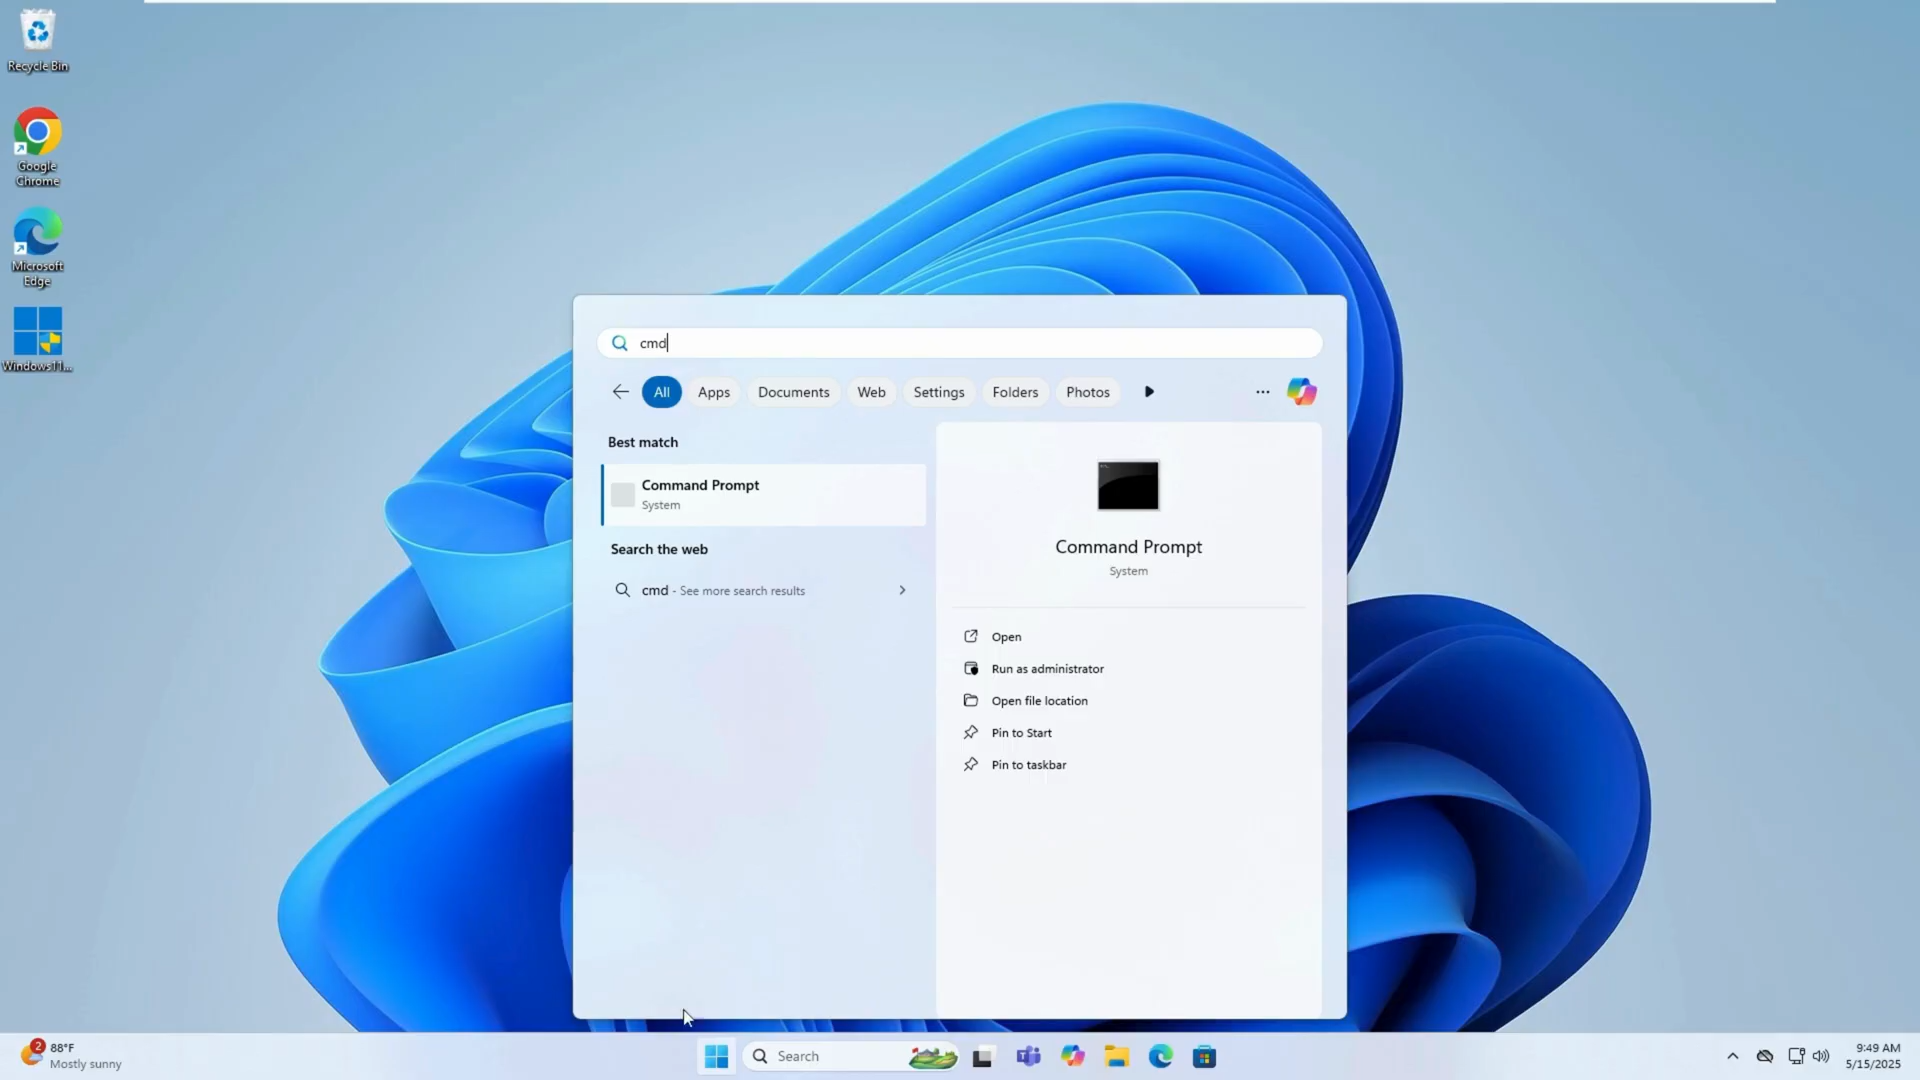 Recycle Bin
Google
Chrome
Microsoft
Edge
Windows11...
cmd
All
Apps
Documents
Web
Settings
Folders
Photos
Best match
Command Prompt
System
Search the web
cmd - See more search results
Command Prompt
System
Open
Run as administrator
Open file location
Pin to Start
Pin to taskbar
2
88°F
Mostly sunny
Search
9:49 AM
5/15/2025